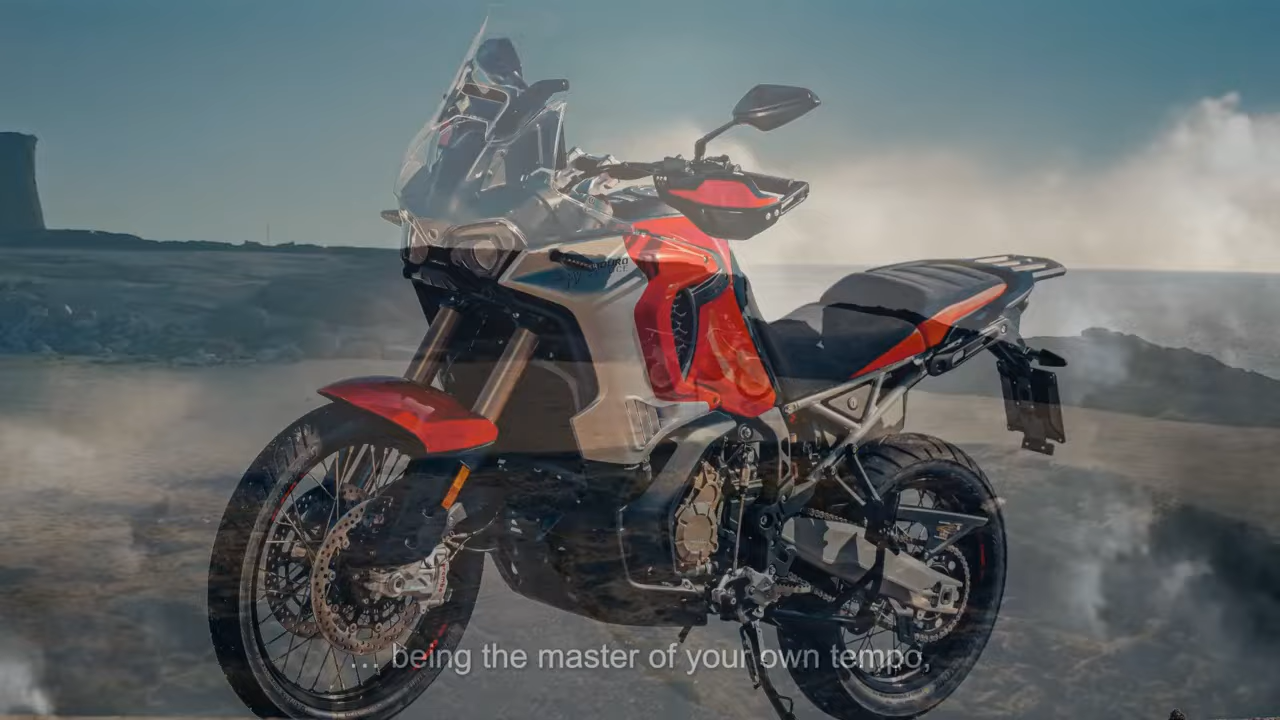 … being the master of your own tempo,